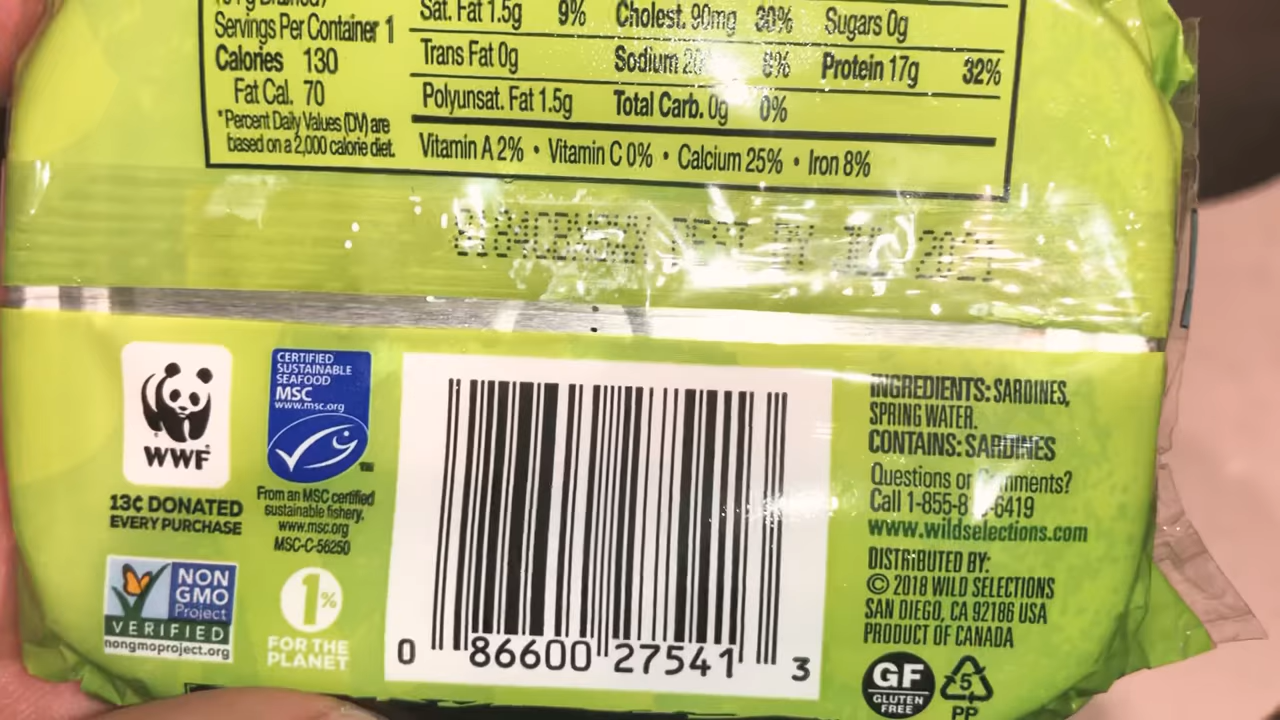 Servings Per Container 1
Calories 130
Fat Cal. 70
*Percent Daily Values (DV) are
based on a 2,000 calorie diet.
Sat. Fat 1.5g 9% Cholest. 90mg 30% Sugars 0g
Trans Fat 0g Sodium 8% Protein 17g 32%
Polyunsat. Fat 1.5g Total Carb. 0g 0%
Vitamin A 2% • Vitamin C 0% • Calcium 25% • Iron 8%
BEST BY 2021
WWF
13¢ DONATED
EVERY PURCHASE
CERTIFIED
SUSTAINABLE
SEAFOOD
MSC
www.msc.org
TM
From an MSC certified
sustainable fishery.
www.msc.org
MSC-C-56250
NON
GMO
Project
VERIFIED
nongmoproject.org
1%
FOR THE
PLANET
0 86600 27541 3
INGREDIENTS: SARDINES,
SPRING WATER.
CONTAINS: SARDINES
Questions or Comments?
Call 1-855-8 -6419
www.wildselections.com
DISTRIBUTED BY:
© 2018 WILD SELECTIONS
SAN DIEGO, CA 92186 USA
PRODUCT OF CANADA
GF
GLUTEN
FREE
5
PP